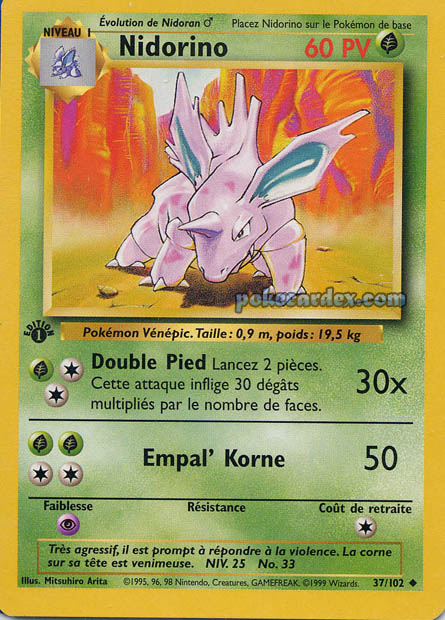 Évolution de Nidoran ♂ Placez Nidorino sur le Pokémon de base
NIVEAU 1 Nidorino 60 PV
pokecardex.com
EDITION 1
Pokémon Vénépic. Taille: 0,9 m, poids: 19,5 kg
Double Pied Lancez 2 pièces.
Cette attaque inflige 30 dégâts
multipliés par le nombre de faces.
30x
Empal' Korne 50
Faiblesse Résistance Coût de retraite
Très agressif, il est prompt à répondre à la violence. La corne
sur sa tête est venimeuse. NIV. 25 No. 33
Illus. Mitsuhiro Arita ©1995, 96, 98 Nintendo, Creatures, GAMEFREAK. ©1999 Wizards. 37/102 ◆